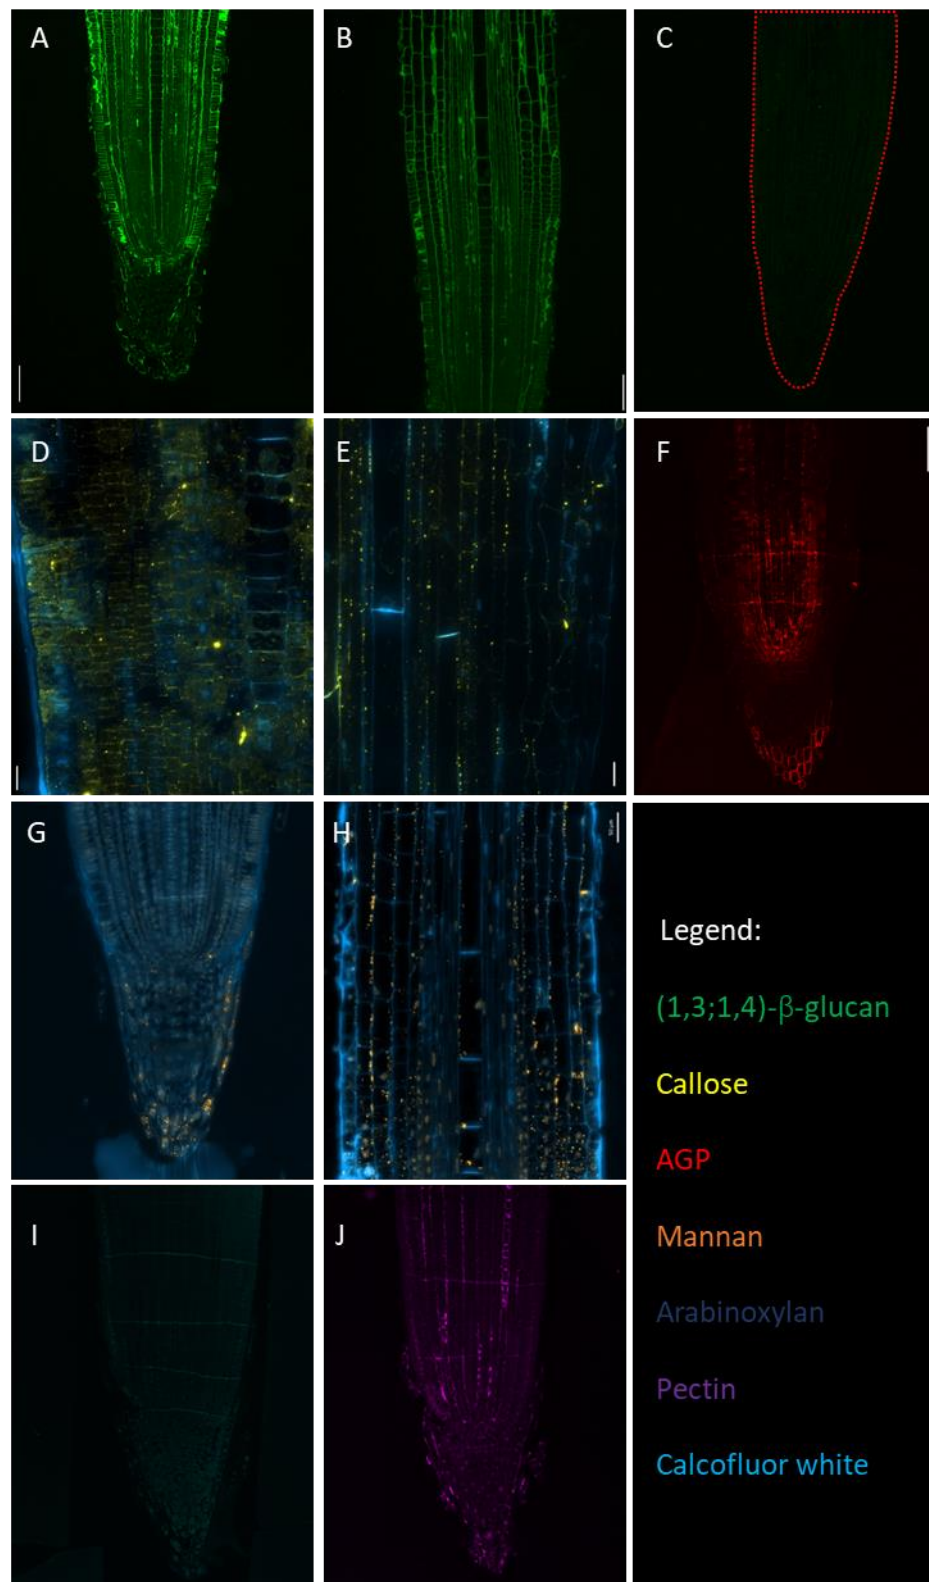 A
B
C
D
E
F
G
H
Legend:
(1,3;1,4)-β-glucan
Callose
AGP
Mannan
Arabinoxylan
Pectin
Calcofluor white
I
J